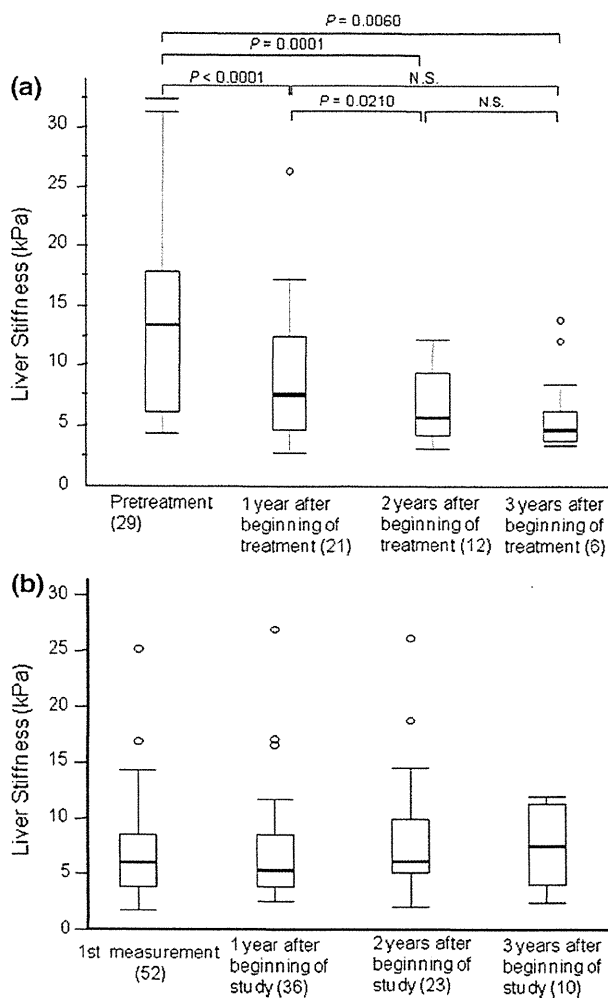 P = 0.0060
P = 0.0001
(a)
P < 0.0001
N.S.
P = 0.0210
N.S.
Liver Stiffness (kPa)
30
25
20
15
10
5
0
Pretreatment
(29)
1 year after
beginning of
treatment (21)
2 years after
beginning of
treatment (12)
3 years after
beginning of
treatment (6)
(b)
Liver Stiffness (kPa)
30
25
20
15
10
5
0
1st measurement
(52)
1 year after
beginning of
study (36)
2 years after
beginning of
study (23)
3 years after
beginning of
study (10)